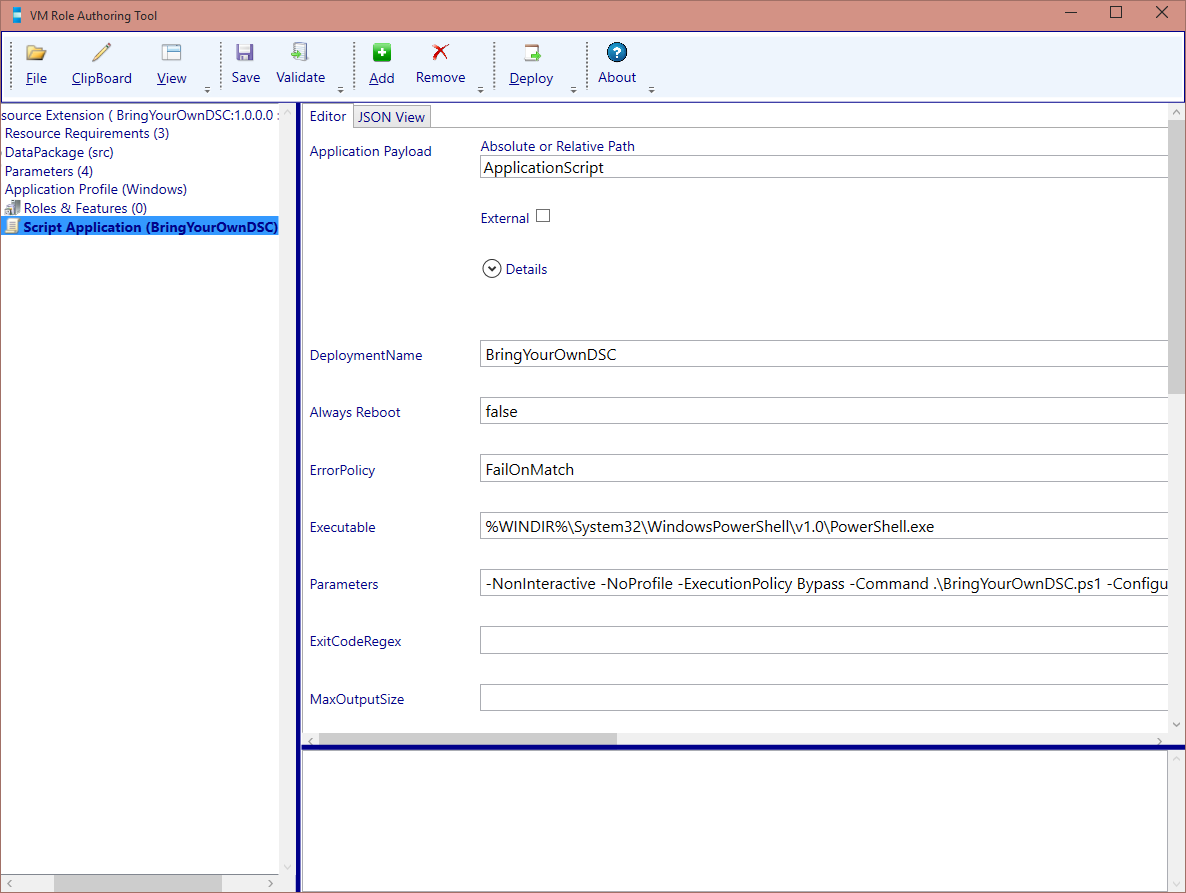 VM Role Authoring Tool
File ClipBoard View Save Validate Add Remove Deploy About
source Extension ( BringYourOwnDSC:1.0.0.0
Resource Requirements (3)
DataPackage (src)
Parameters (4)
Application Profile (Windows)
Roles & Features (0)
Script Application (BringYourOwnDSC)
Editor JSON View
Application Payload
Absolute or Relative Path
ApplicationScript
External
Details
DeploymentName BringYourOwnDSC
Always Reboot false
ErrorPolicy FailOnMatch
Executable %WINDIR%\System32\WindowsPowerShell\v1.0\PowerShell.exe
Parameters -NonInteractive -NoProfile -ExecutionPolicy Bypass -Command .\BringYourOwnDSC.ps1 -Configu
ExitCodeRegex
MaxOutputSize